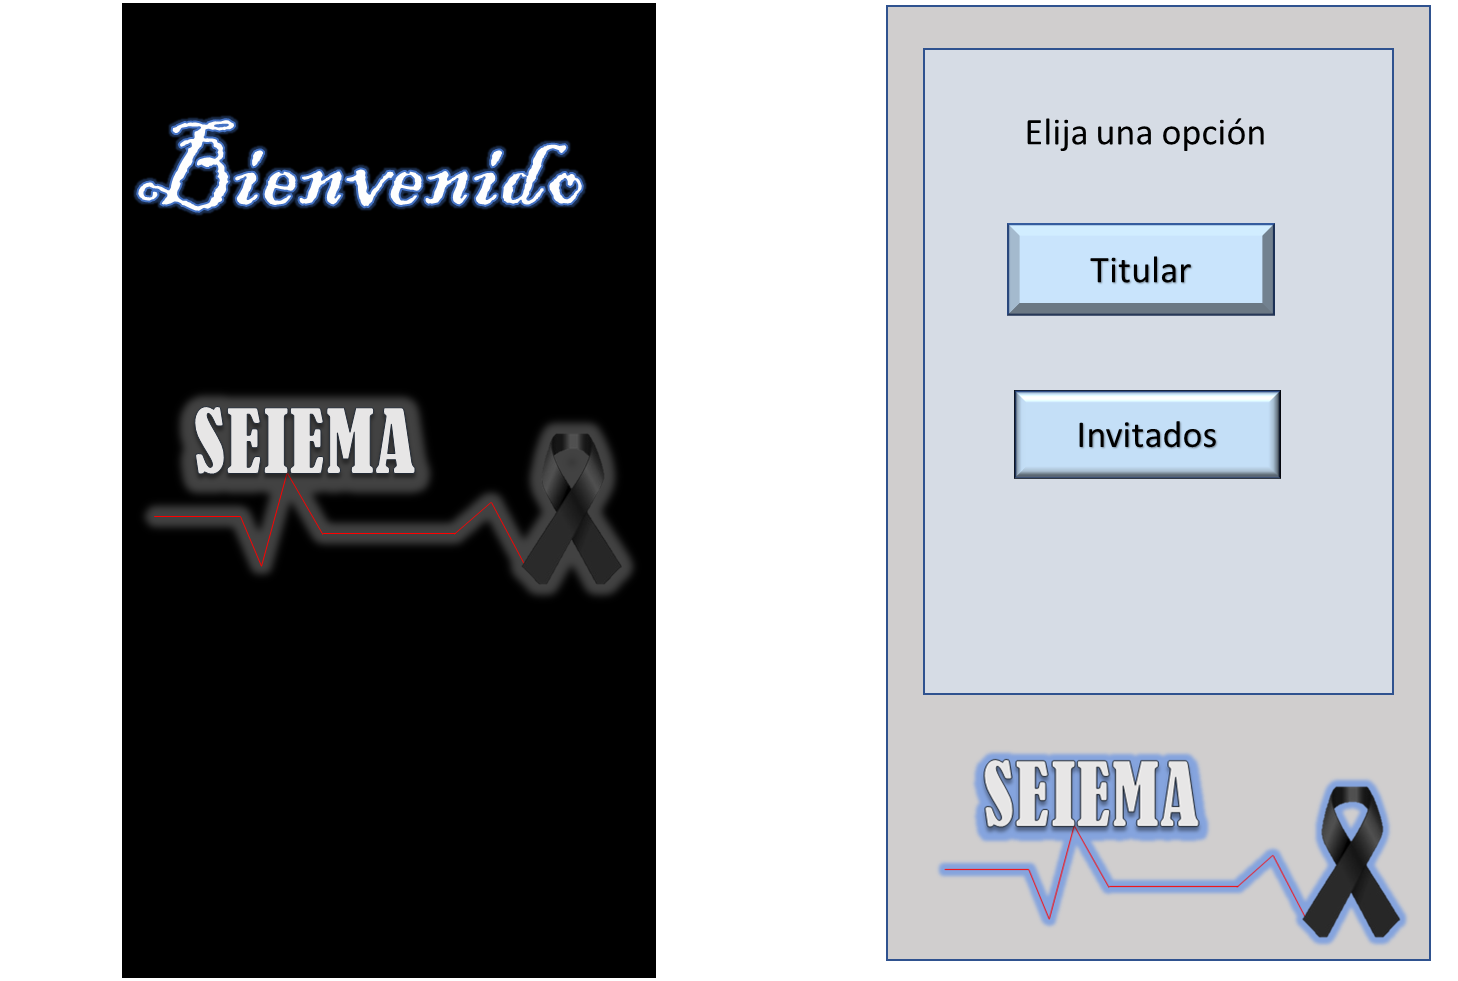 Bienvenido
SEIEMA
Elija una opción
Titular
Invitados
SEIEMA